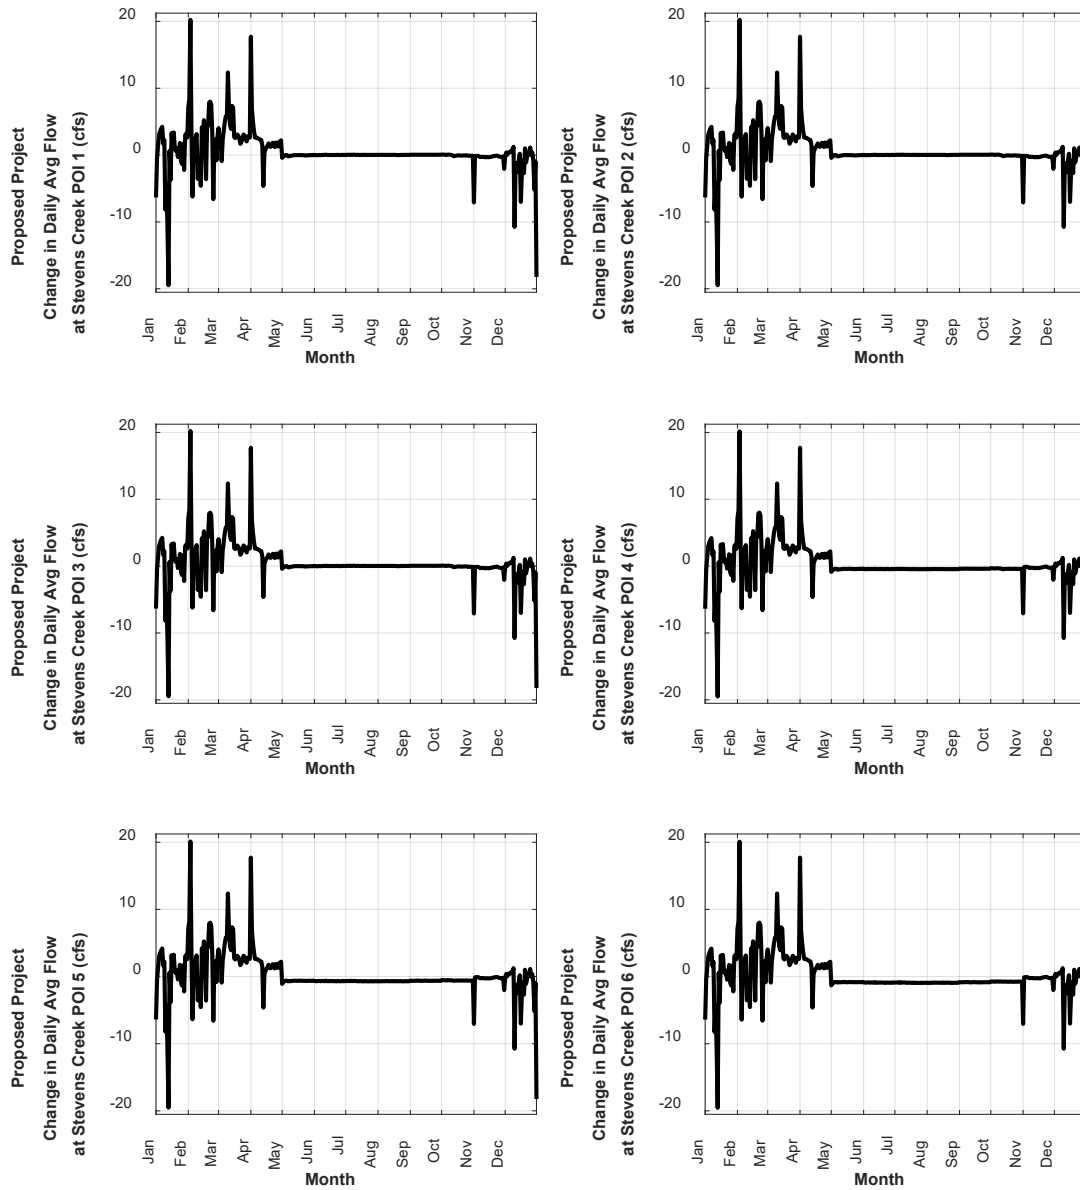 Proposed Project
Change in Daily Avg Flow
at Stevens Creek POI 1 (cfs)
20
10
0
-10
-20
Jan
Feb
Mar
Apr
May
Jun
Jul
Aug
Sep
Oct
Nov
Dec
Month
Proposed Project
Change in Daily Avg Flow
at Stevens Creek POI 2 (cfs)
20
10
0
-10
-20
Jan
Feb
Mar
Apr
May
Jun
Jul
Aug
Sep
Oct
Nov
Dec
Month
Proposed Project
Change in Daily Avg Flow
at Stevens Creek POI 3 (cfs)
20
10
0
-10
-20
Jan
Feb
Mar
Apr
May
Jun
Jul
Aug
Sep
Oct
Nov
Dec
Month
Proposed Project
Change in Daily Avg Flow
at Stevens Creek POI 4 (cfs)
20
10
0
-10
-20
Jan
Feb
Mar
Apr
May
Jun
Jul
Aug
Sep
Oct
Nov
Dec
Month
Proposed Project
Change in Daily Avg Flow
at Stevens Creek POI 5 (cfs)
20
10
0
-10
-20
Jan
Feb
Mar
Apr
May
Jun
Jul
Aug
Sep
Oct
Nov
Dec
Month
Proposed Project
Change in Daily Avg Flow
at Stevens Creek POI 6 (cfs)
20
10
0
-10
-20
Jan
Feb
Mar
Apr
May
Jun
Jul
Aug
Sep
Oct
Nov
Dec
Month